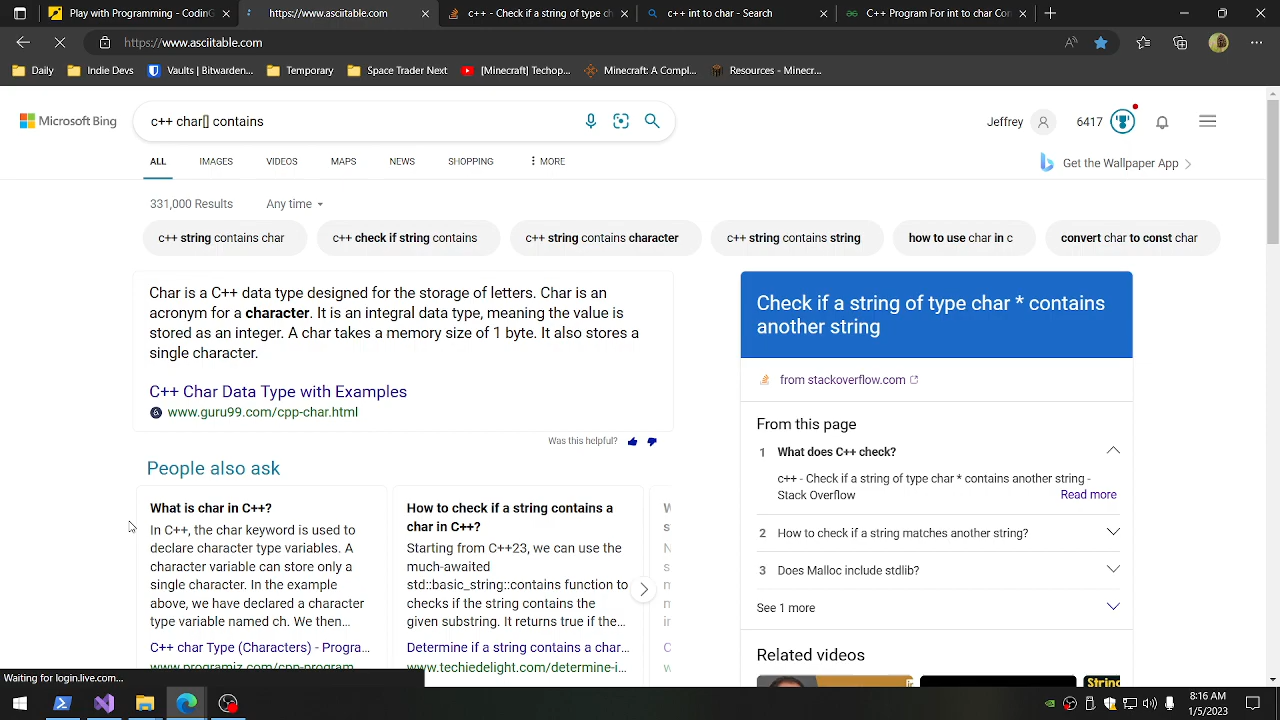 Play with Programming - CodinG
https://www.asciitable.com
c++ - Check if a string of type ch
c++ int to char - Search
C++ Program For int to char Con
https://www.asciitable.com
Daily
Indie Devs
Vaults | Bitwarden...
Temporary
Space Trader Next
[Minecraft] Techop...
Minecraft: A Compl...
Resources - Minecr...
Microsoft Bing
c++ char[] contains
Jeffrey
6417
ALL
IMAGES
VIDEOS
MAPS
NEWS
SHOPPING
MORE
Get the Wallpaper App
331,000 Results
Any time
c++ string contains char
c++ check if string contains
c++ string contains character
c++ string contains string
how to use char in c
convert char to const char
Char is a C++ data type designed for the storage of letters. Char is an
acronym for a character. It is an integral data type, meaning the value is
stored as an integer. A char takes a memory size of 1 byte. It also stores a
single character.
C++ Char Data Type with Examples
www.guru99.com/cpp-char.html
Was this helpful?
People also ask
What is char in C++?
In C++, the char keyword is used to
declare character type variables. A
character variable can store only a
single character. In the example
above, we have declared a character
type variable named ch. We then...
C++ char Type (Characters) - Progra...
www.programiz.com/cpp-program
How to check if a string contains a
char in C++?
Starting from C++23, we can use the
much-awaited
std::basic_string::contains function to
checks if the string contains the
given substring. It returns true if the...
Determine if a string contains a char...
www.techiedelight.com/determine-i...
Check if a string of type char * contains
another string
from stackoverflow.com
From this page
1 What does C++ check?
c++ - Check if a string of type char * contains another string -
Stack Overflow
Read more
2 How to check if a string matches another string?
3 Does Malloc include stdlib?
See 1 more
Related videos
Waiting for login.live.com...
8:16 AM
1/5/2023